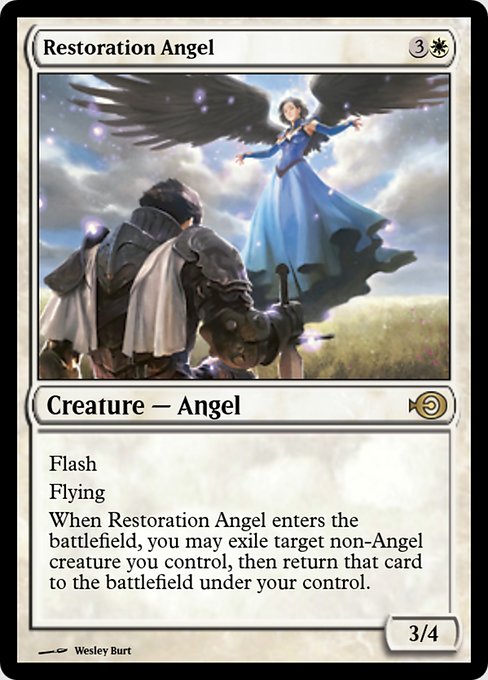 Restoration Angel 3
Creature — Angel
Flash
Flying
When Restoration Angel enters the
battlefield, you may exile target non-Angel
creature you control, then return that card
to the battlefield under your control.
3/4
Wesley Burt